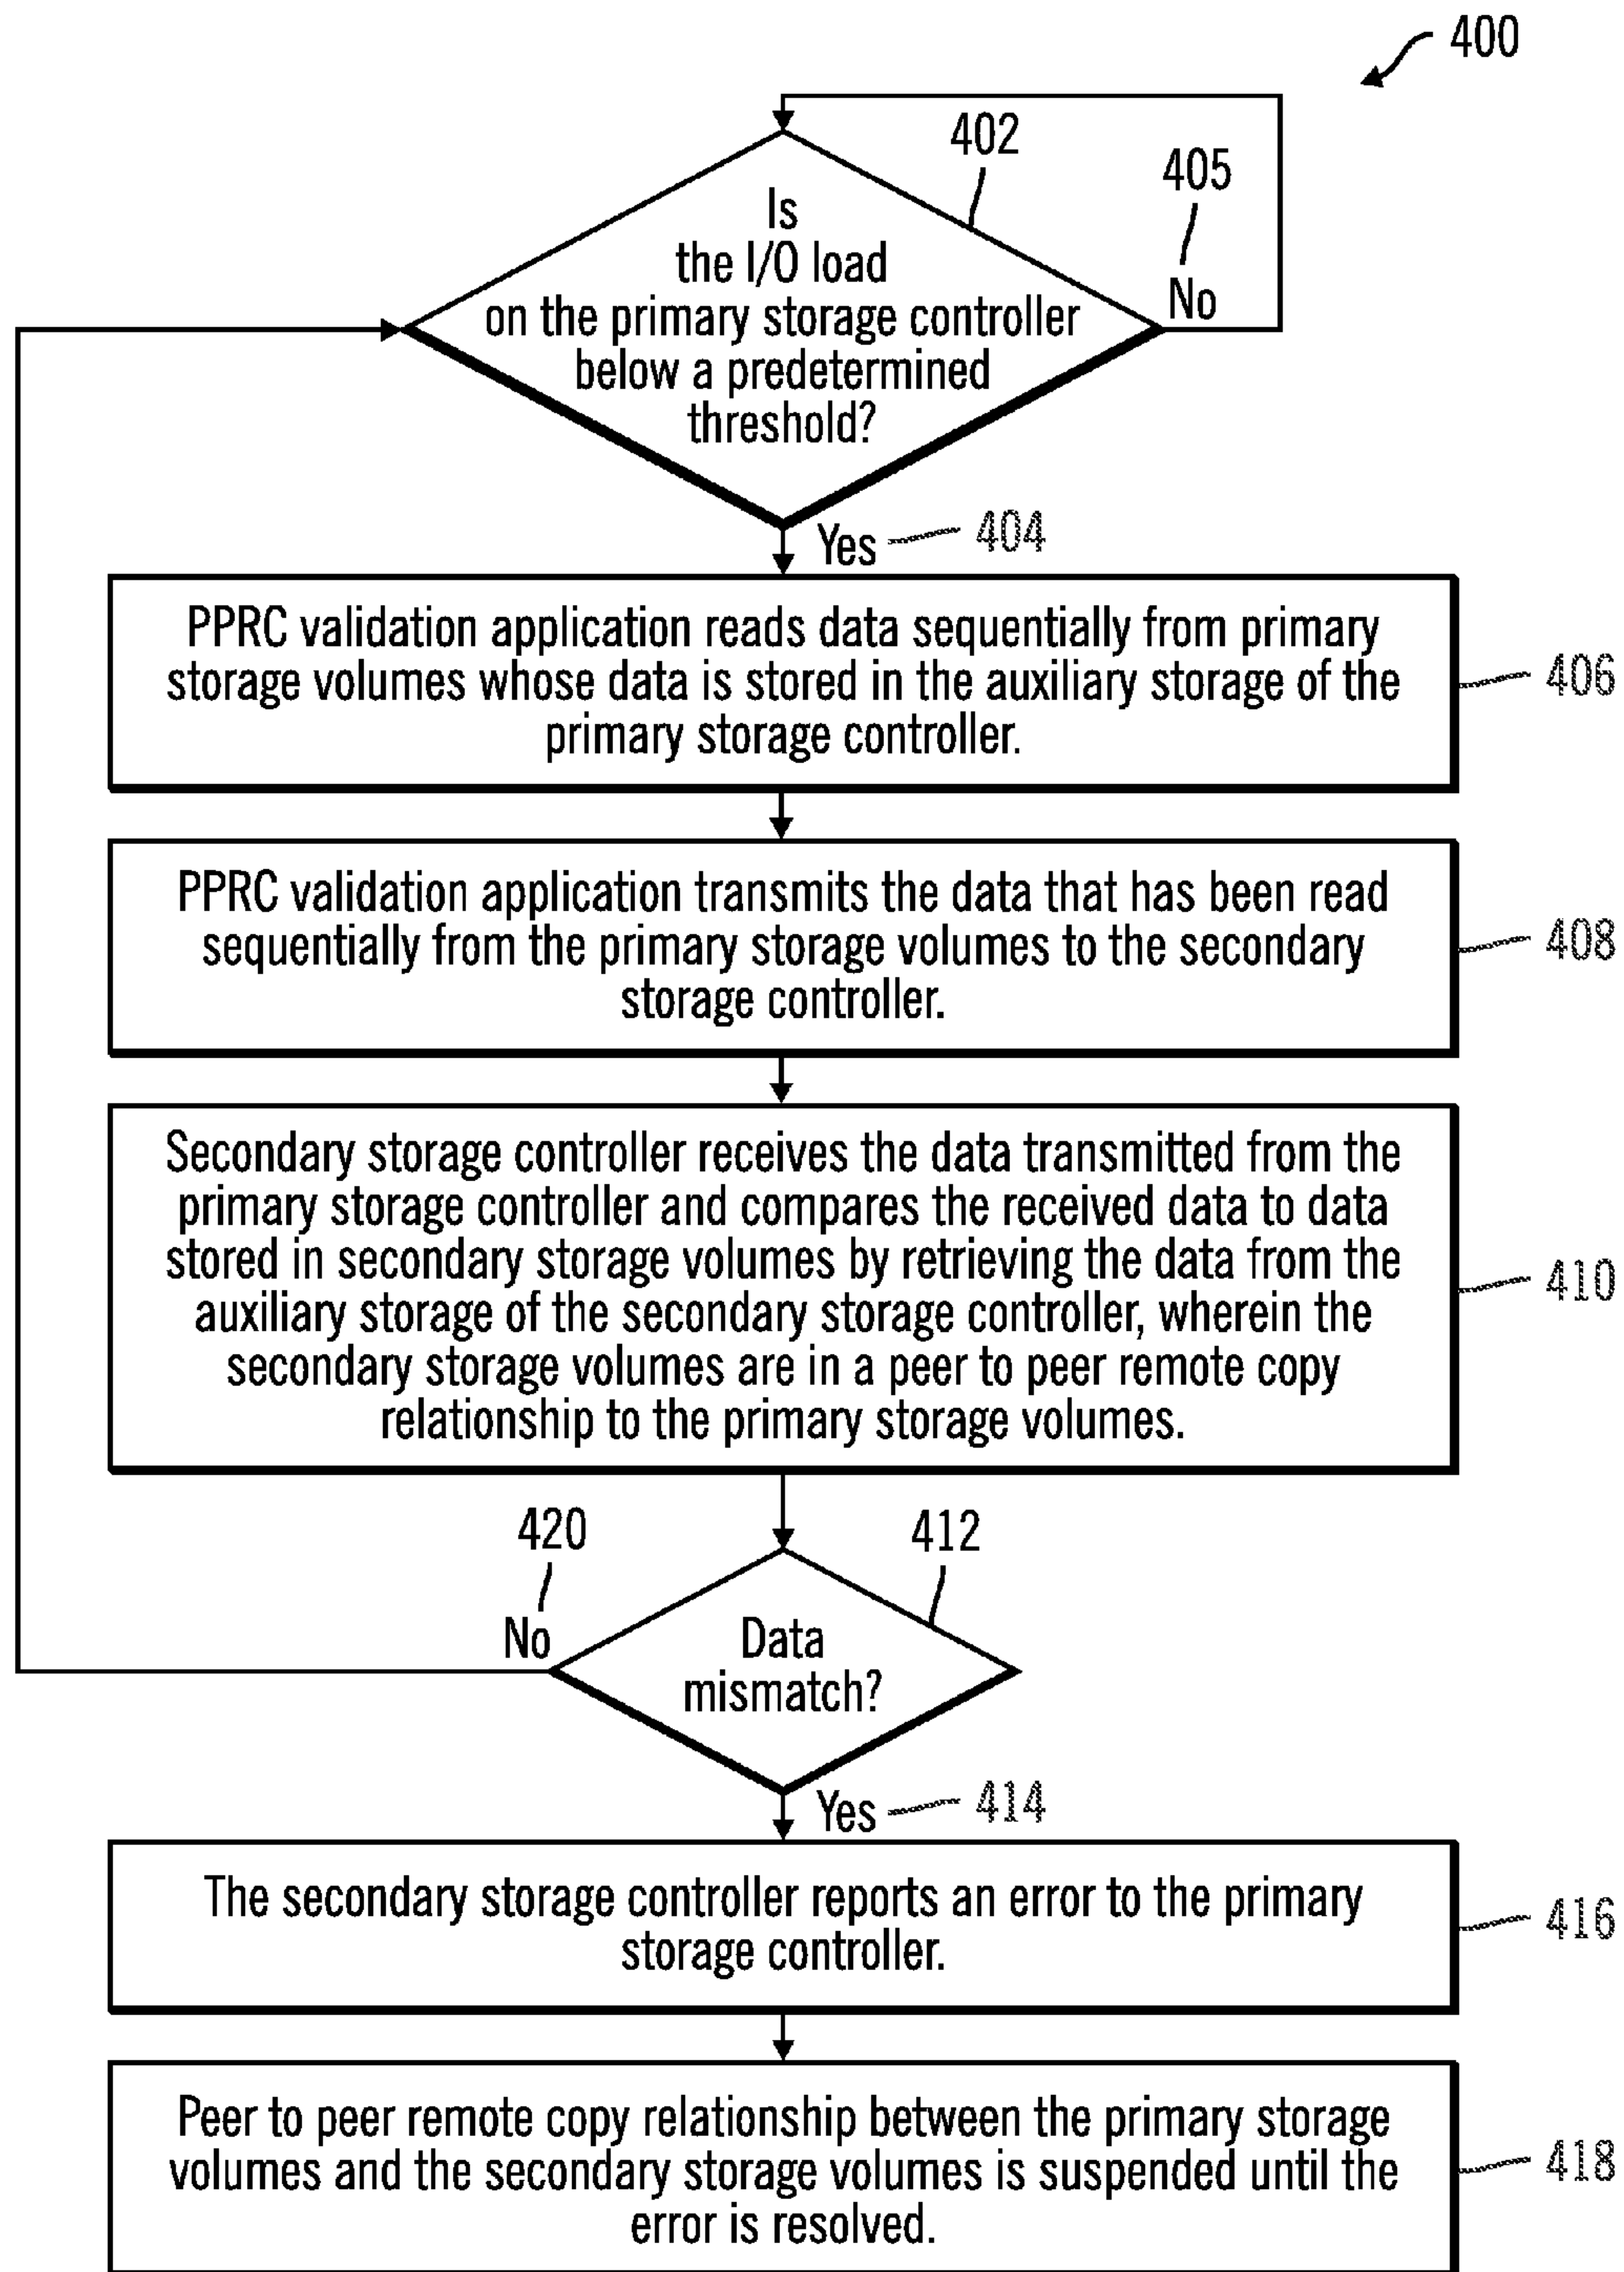 400
402
405
Is
the I/O load
on the primary storage controller
below a predetermined
threshold?
No
Yes
404
PPRC validation application reads data sequentially from primary
storage volumes whose data is stored in the auxiliary storage of the
primary storage controller.
406
PPRC validation application transmits the data that has been read
sequentially from the primary storage volumes to the secondary
storage controller.
408
Secondary storage controller receives the data transmitted from the
primary storage controller and compares the received data to data
stored in secondary storage volumes by retrieving the data from the
auxiliary storage of the secondary storage controller, wherein the
secondary storage volumes are in a peer to peer remote copy
relationship to the primary storage volumes.
410
420
412
No
Data
mismatch?
Yes
414
The secondary storage controller reports an error to the primary
storage controller.
416
Peer to peer remote copy relationship between the primary storage
volumes and the secondary storage volumes is suspended until the
error is resolved.
418